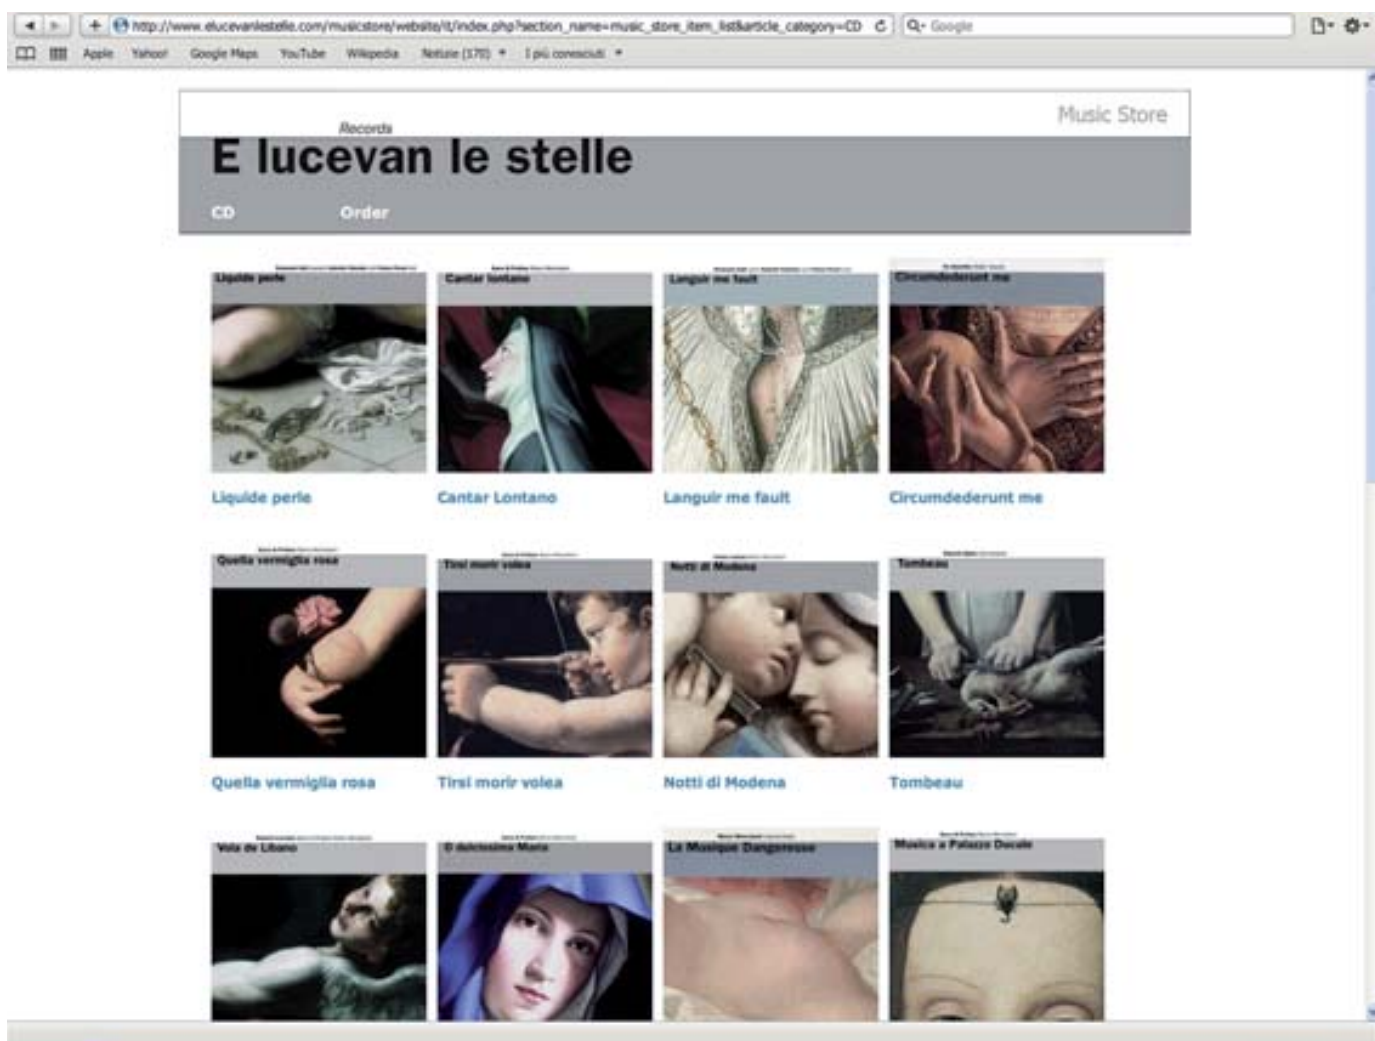 http://www.elucevanlestelle.com/musicstore/website/it/index.php?section_name=music_store_item_list&article_category=CD
Google
Apple Yahoo! Google Maps YouTube Wikipedia Notizie (170) I più conosciuti
Music Store
Records
E lucevan le stelle
CD Order
Liquide perle Cantar lontano Languir me fault Circumdederunt me
Liquide perle Cantar Lontano Languir me fault Circumdederunt me
Quella vermiglia rosa Tirsi morir volea Notti di Modena Tombeau
Quella vermiglia rosa Tirsi morir volea Notti di Modena Tombeau
Vola de Libano O dulcissima Maria La Musique Dangereuse Musica a Palazzo Ducale